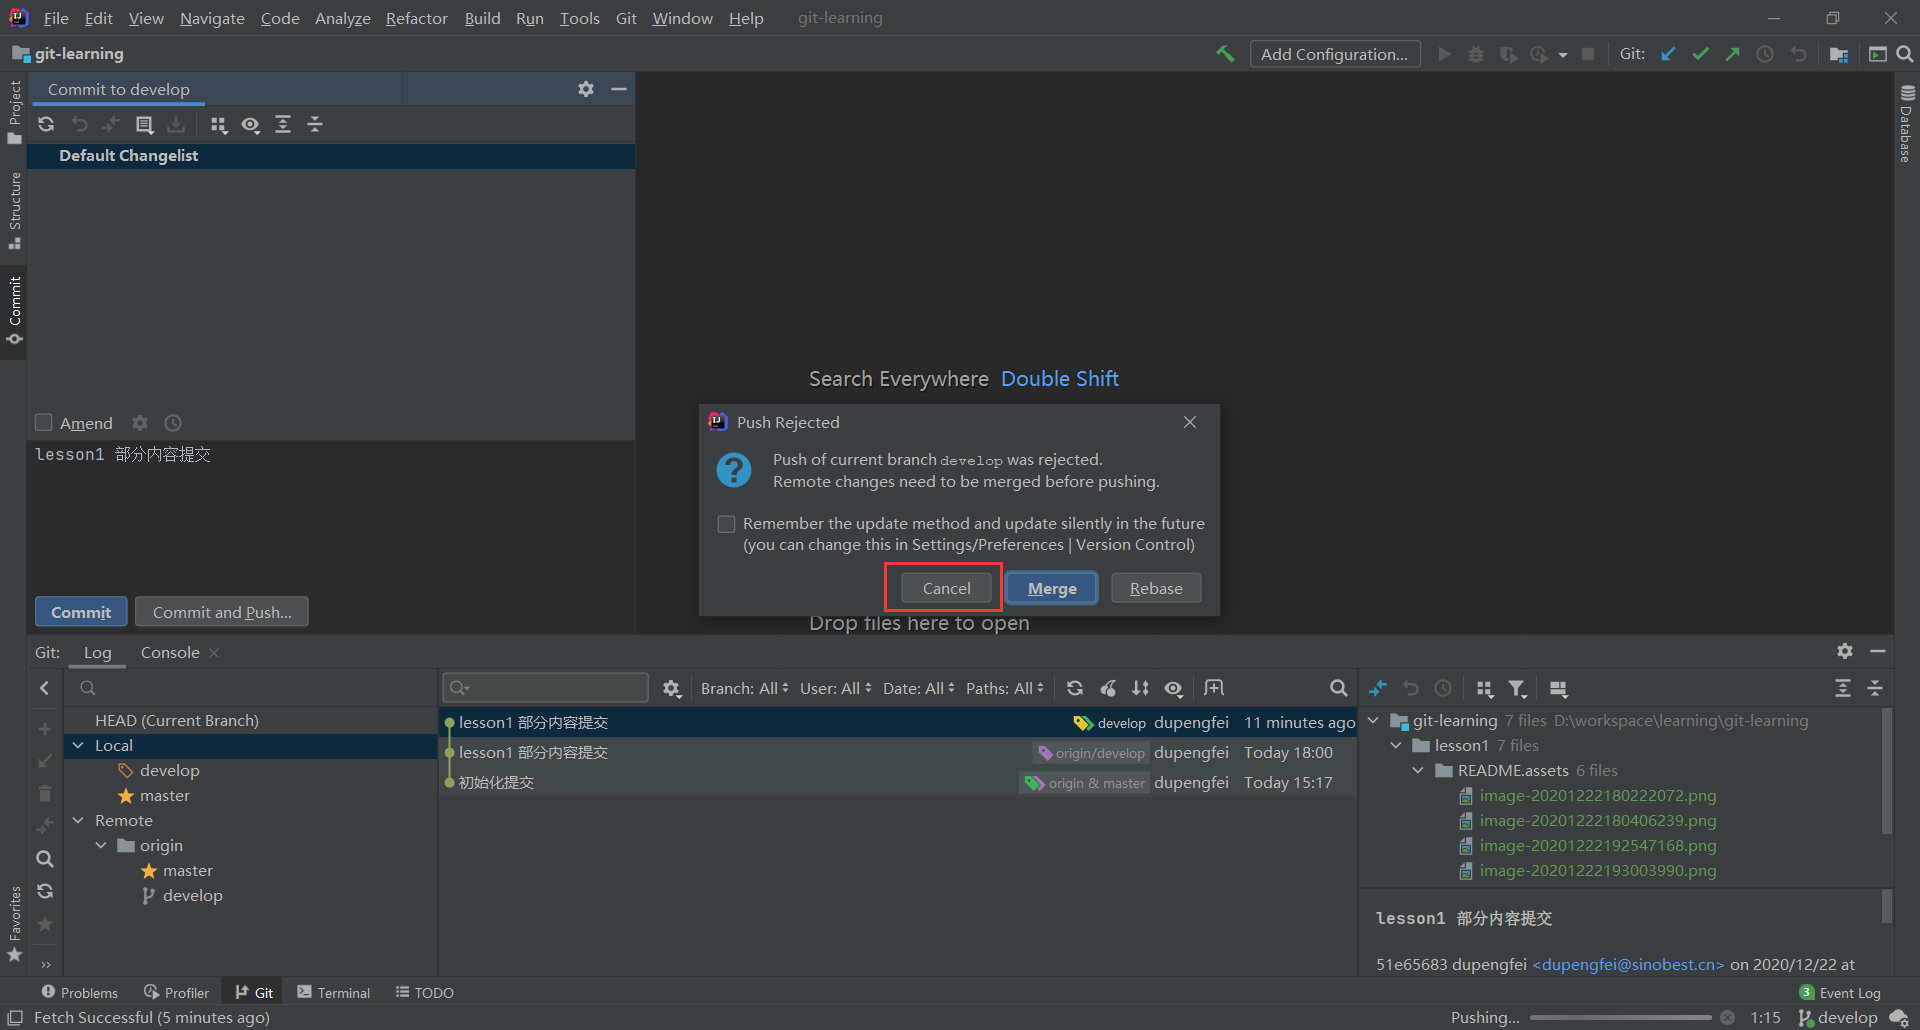 File Edit View Navigate Code Analyze Refactor Build Run Tools Git Window Help git-learning
git-learning
Add Configuration...
Git:
Project
Structure
Commit
Favorites
Database
Commit to develop
Default Changelist
Amend
lesson1 部分内容提交
Commit
Commit and Push...
Search Everywhere Double Shift
Drop files here to open
Push Rejected
Push of current branch develop was rejected.
Remote changes need to be merged before pushing.
Remember the update method and update silently in the future
(you can change this in Settings/Preferences | Version Control)
Cancel
Merge
Rebase
Git: Log Console
HEAD (Current Branch)
Local
develop
master
Remote
origin
master
develop
Branch: All User: All Date: All Paths: All
lesson1 部分内容提交 develop dupengfei 11 minutes ago
lesson1 部分内容提交 origin/develop dupengfei Today 18:00
初始化提交 origin & master dupengfei Today 15:17
git-learning 7 files D:\workspace\learning\git-learning
lesson1 7 files
README.assets 6 files
image-20201222180222072.png
image-20201222180406239.png
image-20201222192547168.png
image-20201222193003990.png
lesson1 部分内容提交
51e65683 dupengfei <dupengfei@sinobest.cn> on 2020/12/22 at
Problems Profiler Git Terminal TODO
3 Event Log
Fetch Successful (5 minutes ago)
Pushing... 1:15 develop